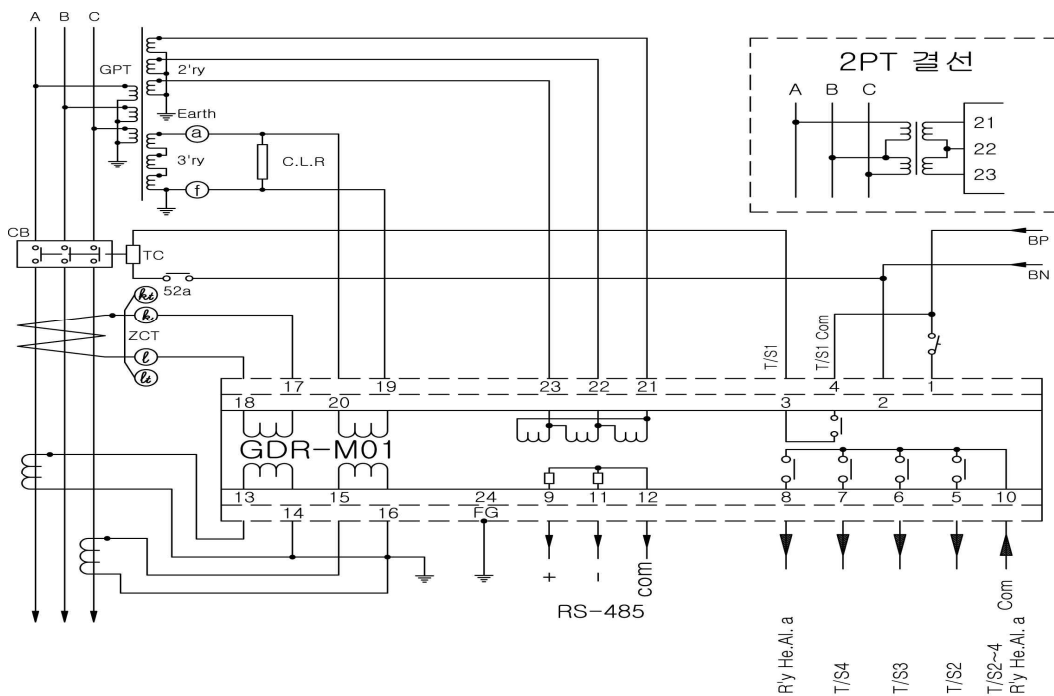 A B C
GPT
2'ry
Earth
a
3'ry
f
C.L.R
2PT 결선
A B C
21
22
23
CB
TC
52a
BP
BN
kt
k
ZCT
l
lt
T/S1
T/S1 Com
17 19 23 22 21 4 1
18 20 3 2
GDR-M01
13 15 24 9 11 12 8 7 6 5 10
14 16 FG
+ - com
RS-485
R'y He.Al. a
T/S4
T/S3
T/S2
T/S2~4
R'y He.Al. a Com